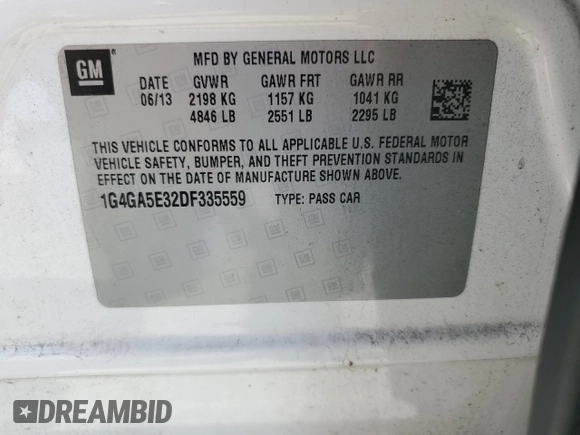 GM
MFD BY GENERAL MOTORS LLC
DATE GVWR GAWR FRT GAWR RR
06/13 2198 KG 1157 KG 1041 KG
4846 LB 2551 LB 2295 LB
THIS VEHICLE CONFORMS TO ALL APPLICABLE U.S. FEDERAL MOTOR
VEHICLE SAFETY, BUMPER, AND THEFT PREVENTION STANDARDS IN
EFFECT ON THE DATE OF MANUFACTURE SHOWN ABOVE.
1G4GA5E32DF335559 TYPE: PASS CAR
DREAMBID